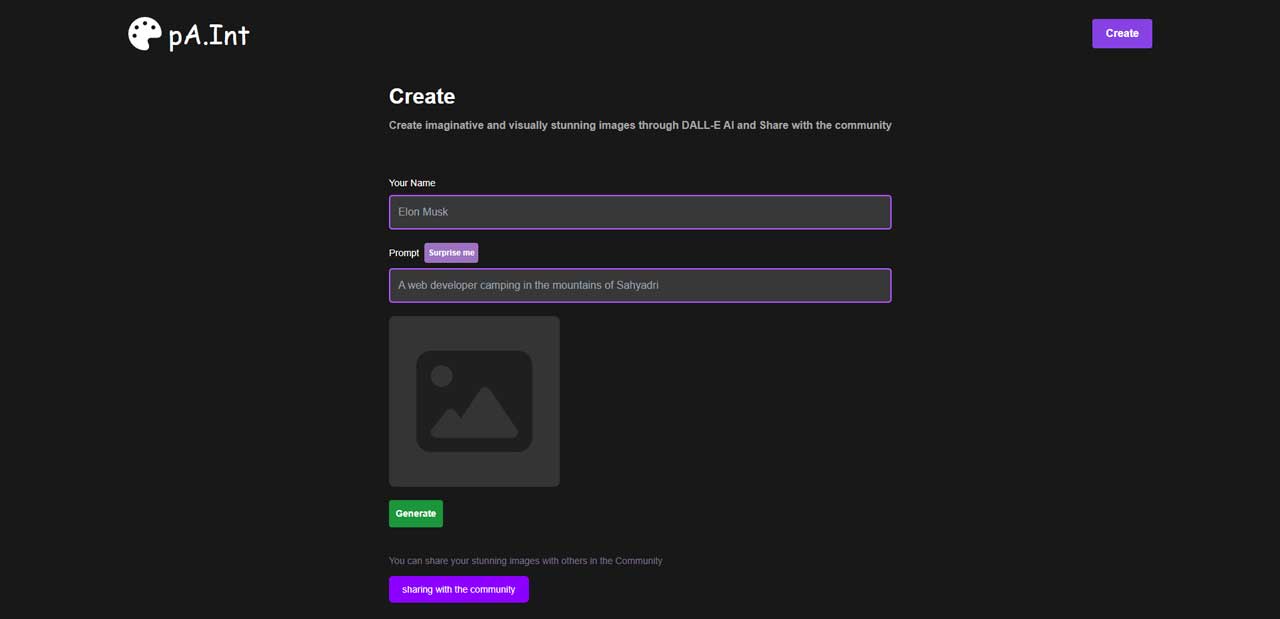 pA.Int
Create
Create
Create imaginative and visually stunning images through DALL-E AI and Share with the community
Your Name
Elon Musk
Prompt Surprise me
A web developer camping in the mountains of Sahyadri
Generate
You can share your stunning images with others in the Community
sharing with the community